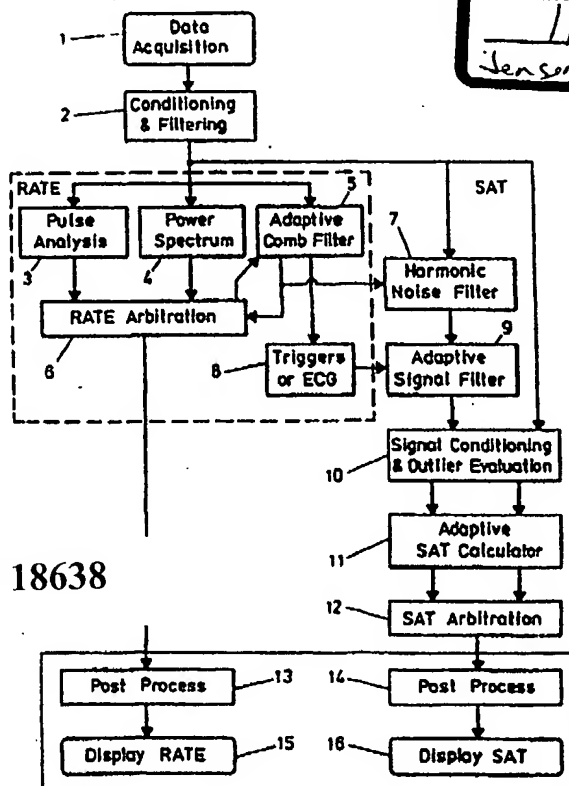 1
Data
Acquisition
2
Conditioning
& Filtering
RATE
SAT
Pulse
Analysis
3
Power
Spectrum
4
Adaptive
Comb Filter
5
7
Harmonic
Noise Filter
RATE Arbitration
6
8
Triggers
or ECG
9
Adaptive
Signal Filter
Signal Conditioning
& Outlier Evaluation
10
Adaptive
SAT Calculator
11
18638
12
SAT Arbitration
Post Process
13
14
Post Process
Display RATE
15
16
Display SAT